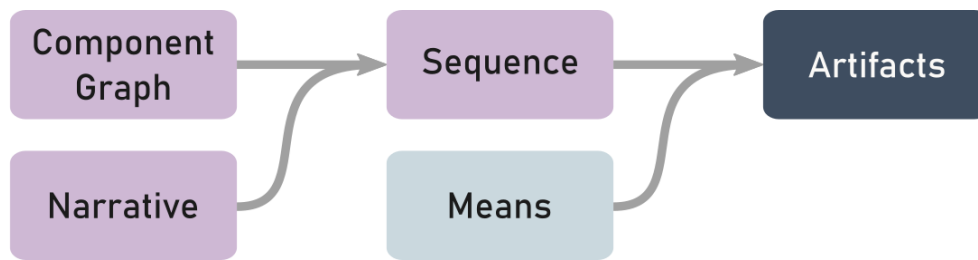 Component
Graph
Sequence
Artifacts
Narrative
Means